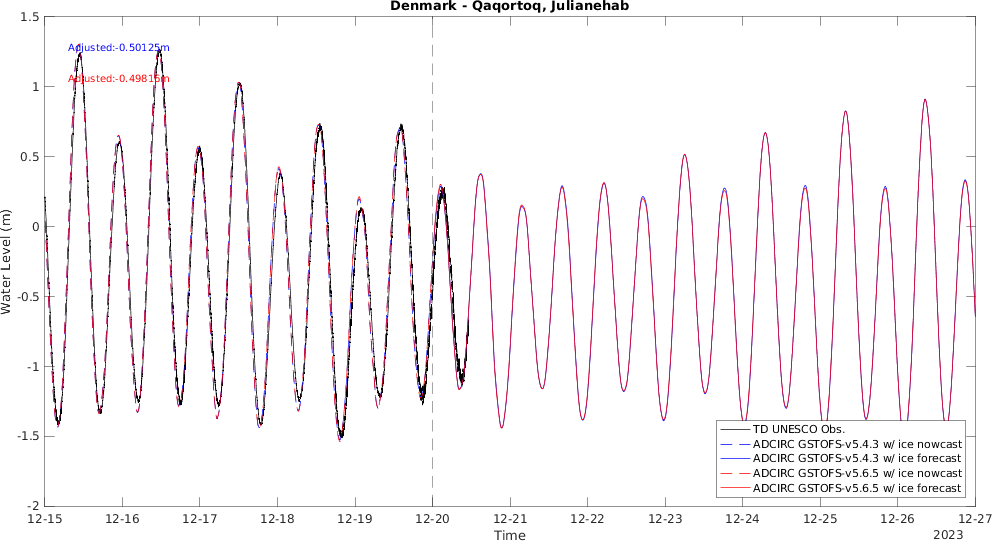 Denmark - Qaqortoq, Julianehab
Adjusted:-0.50125m
Adjusted:-0.49815m
Water Level (m)
1.5
1
0.5
0
-0.5
-1
-1.5
-2
TD UNESCO Obs.
ADCIRC GSTOFS-v5.4.3 w/ ice nowcast
ADCIRC GSTOFS-v5.4.3 w/ ice forecast
ADCIRC GSTOFS-v5.6.5 w/ ice nowcast
ADCIRC GSTOFS-v5.6.5 w/ ice forecast
12-15 12-16 12-17 12-18 12-19 12-20 12-21 12-22 12-23 12-24 12-25 12-26 12-27
Time
2023